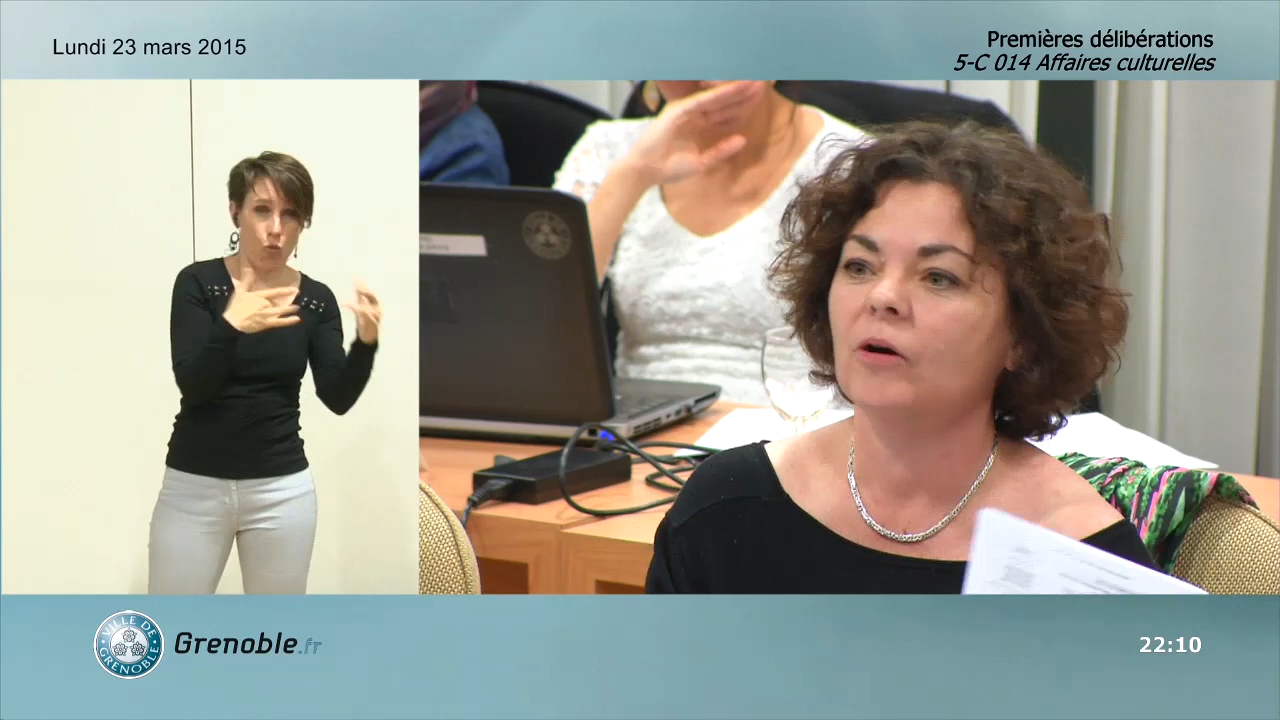 Lundi 23 mars 2015
Premières délibérations
5-C 014 Affaires culturelles
VILLE DE GRENOBLE
Grenoble.fr
22:10